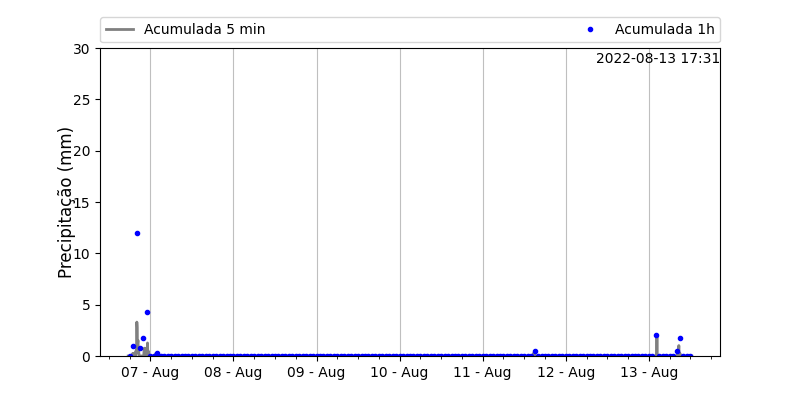 Acumulada 5 min
Acumulada 1h
2022-08-13 17:31
Precipitação (mm)
30
25
20
15
10
5
0
07 - Aug
08 - Aug
09 - Aug
10 - Aug
11 - Aug
12 - Aug
13 - Aug